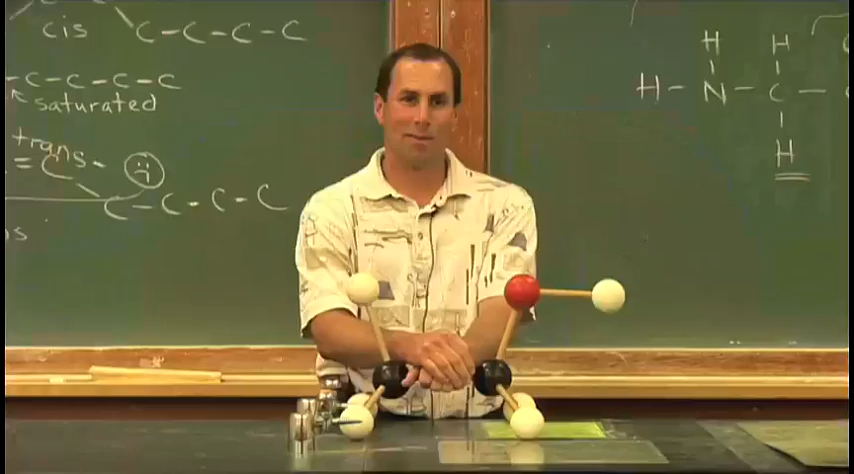 cis
C-C-C-C
-C-C-C-C
saturated
trans
=C
C-C-C-C
H H
H-N-C-
H